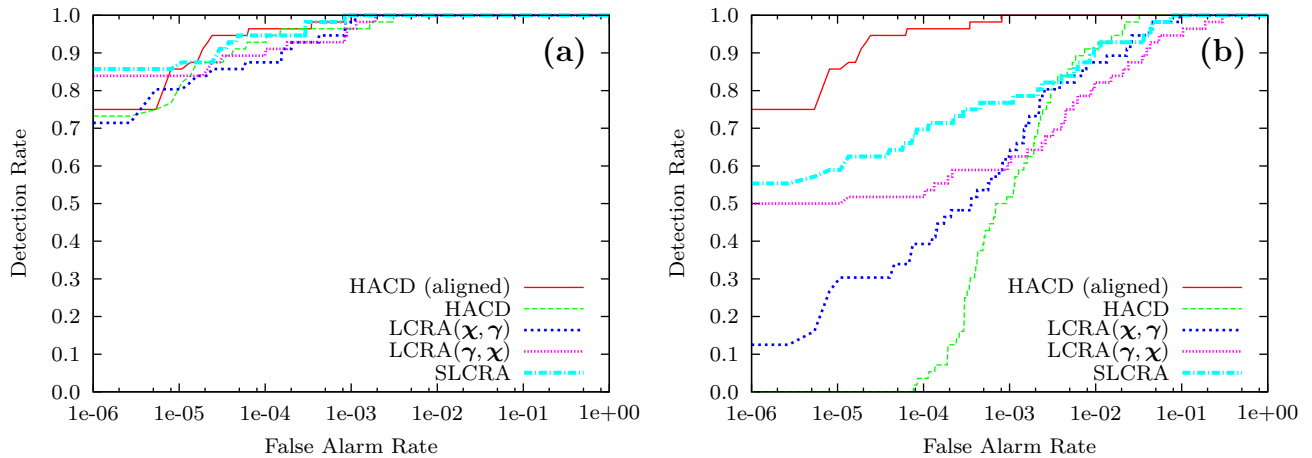 1.0
0.9
0.8
0.7
0.6
0.5
0.4
0.3
0.2
0.1
0.0
Detection Rate
(a)
HACD (aligned)
HACD
LCRA(χ, γ)
LCRA(γ, χ)
SLCRA
1e-06 1e-05 1e-04 1e-03 1e-02 1e-01 1e+00
False Alarm Rate
1.0
0.9
0.8
0.7
0.6
0.5
0.4
0.3
0.2
0.1
0.0
Detection Rate
(b)
HACD (aligned)
HACD
LCRA(χ, γ)
LCRA(γ, χ)
SLCRA
1e-06 1e-05 1e-04 1e-03 1e-02 1e-01 1e+00
False Alarm Rate